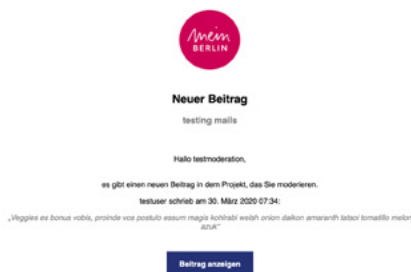 mein
BERLIN
Neuer Beitrag
testing mails
Hallo testmoderation,
es gibt einen neuen Beitrag in dem Projekt, das Sie moderieren.
testuser schrieb am 30. März 2020 07:34:
„Veggies es bonus vobis, proinde vos postulo essum magis kohlrabi welsh onion daikon amaranth tatsoi tomatillo melon
azuk“
Beitrag anzeigen